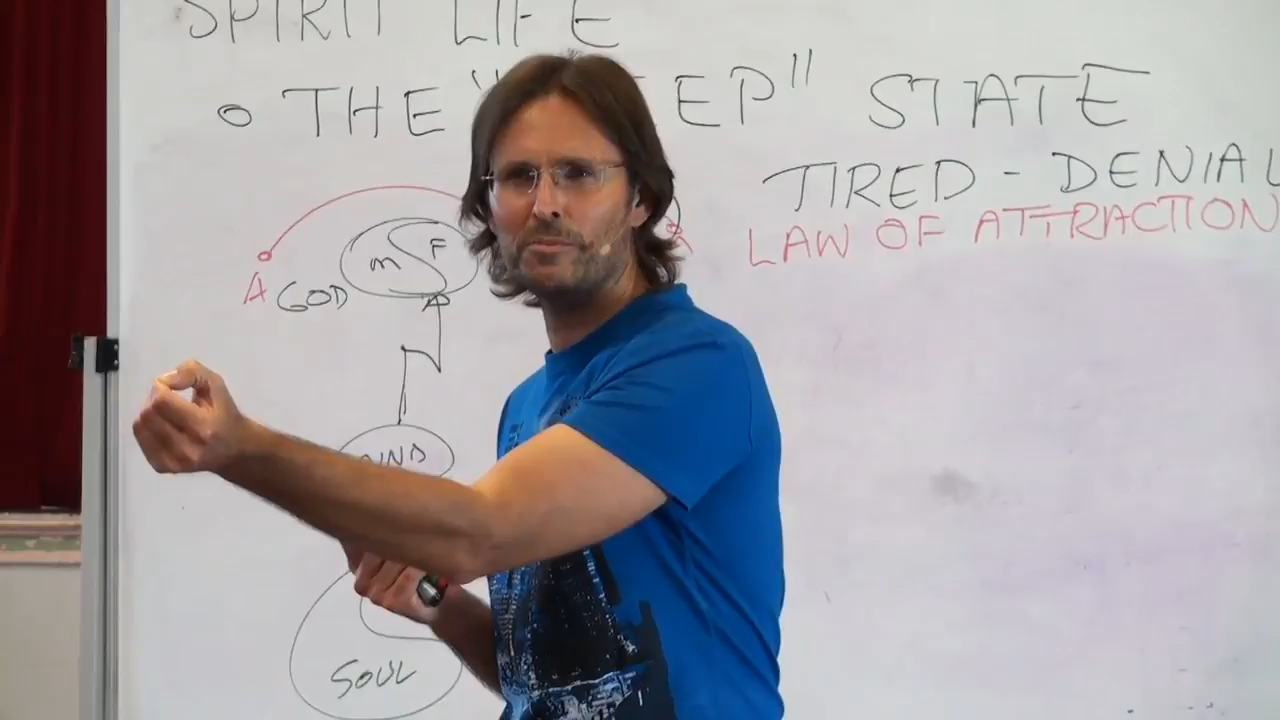 SPIRIT LIFE
o THE " EP" STATE
TIRED - DENIAL
LAW OF ATTRACTION
m F
A GOD
SOUL